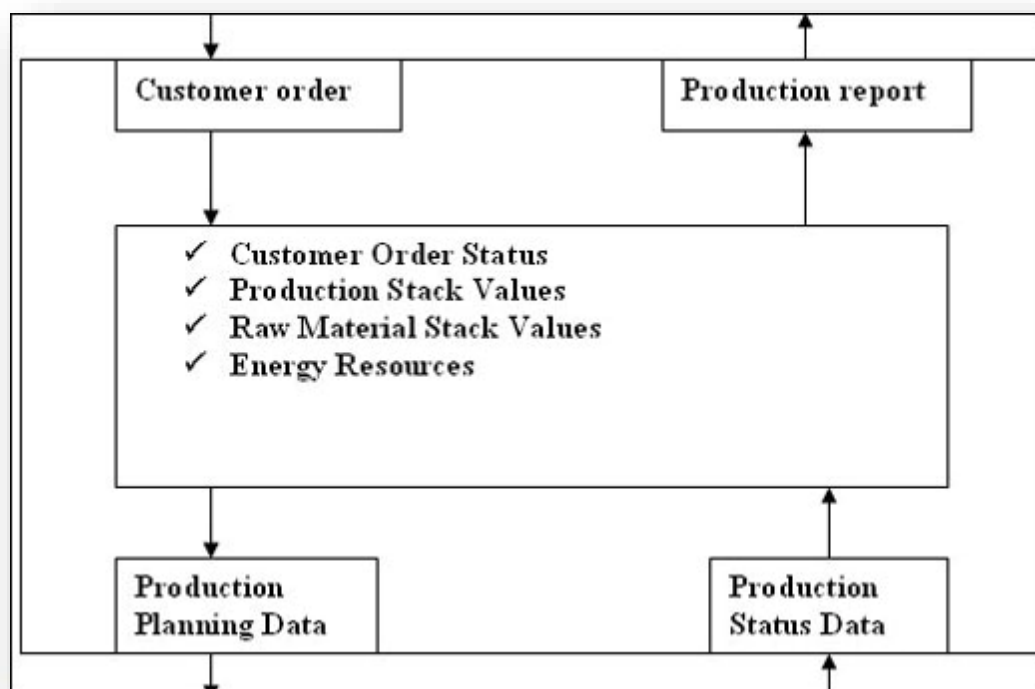 Customer order
Production report
✓ Customer Order Status
✓ Production Stack Values
✓ Raw Material Stack Values
✓ Energy Resources
Production
Planning Data
Production
Status Data